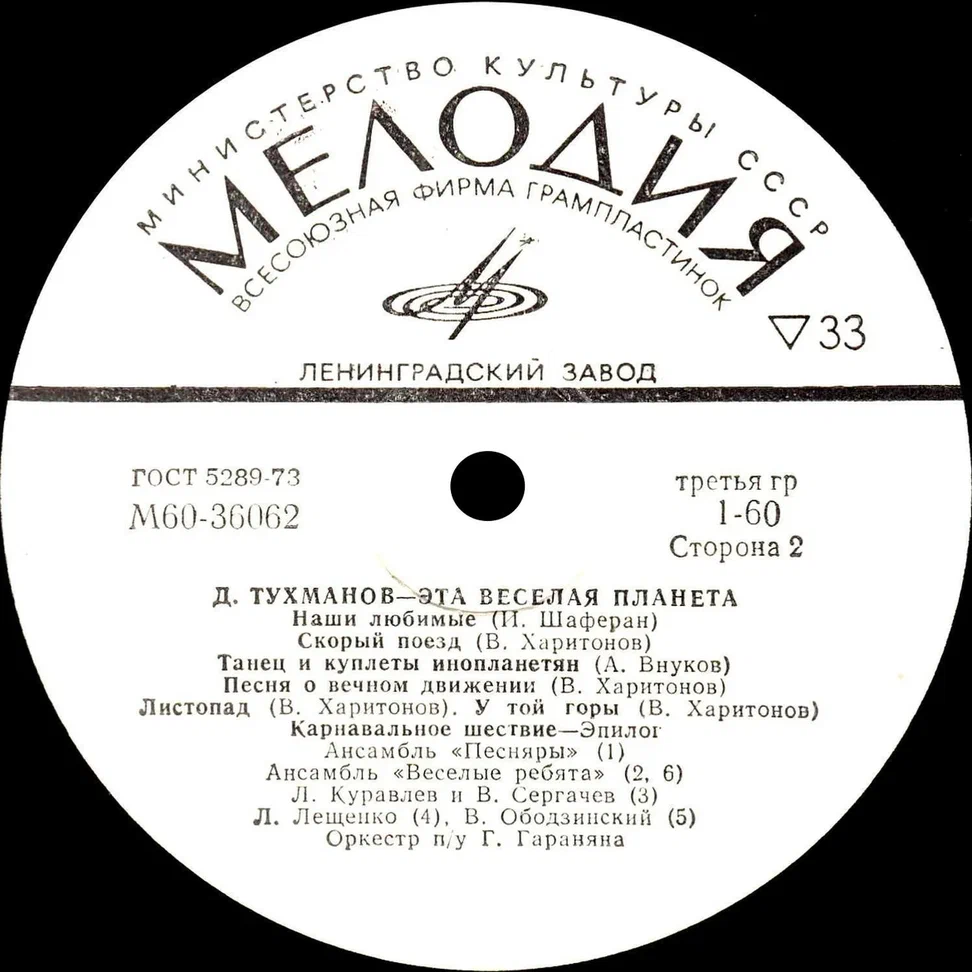 МИНИСТЕРСТВО КУЛЬТУРЫ СССР
МЕЛОДИЯ
ВСЕСОЮЗНАЯ ФИРМА ГРАМПЛАСТИНОК
▽33
ЛЕНИНГРАДСКИЙ ЗАВОД
ГОСТ 5289-73
М60-36062
третья гр
1-60
Сторона 2
Д. ТУХМАНОВ—ЭТА ВЕСЕЛАЯ ПЛАНЕТА
Наши любимые (И. Шаферан)
Скорый поезд (В. Харитонов)
Танец и куплеты инопланетян (А. Внуков)
Песня о вечном движении (В. Харитонов)
Листопад (В. Харитонов). У той горы (В. Харитонов)
Карнавальное шествие—Эпилог
Ансамбль «Песняры» (1)
Ансамбль «Веселые ребята» (2, 6)
Л. Куравлев и В. Сергачев (3)
Л. Лещенко (4), В. Ободзинский (5)
Оркестр п/у Г. Гараняна